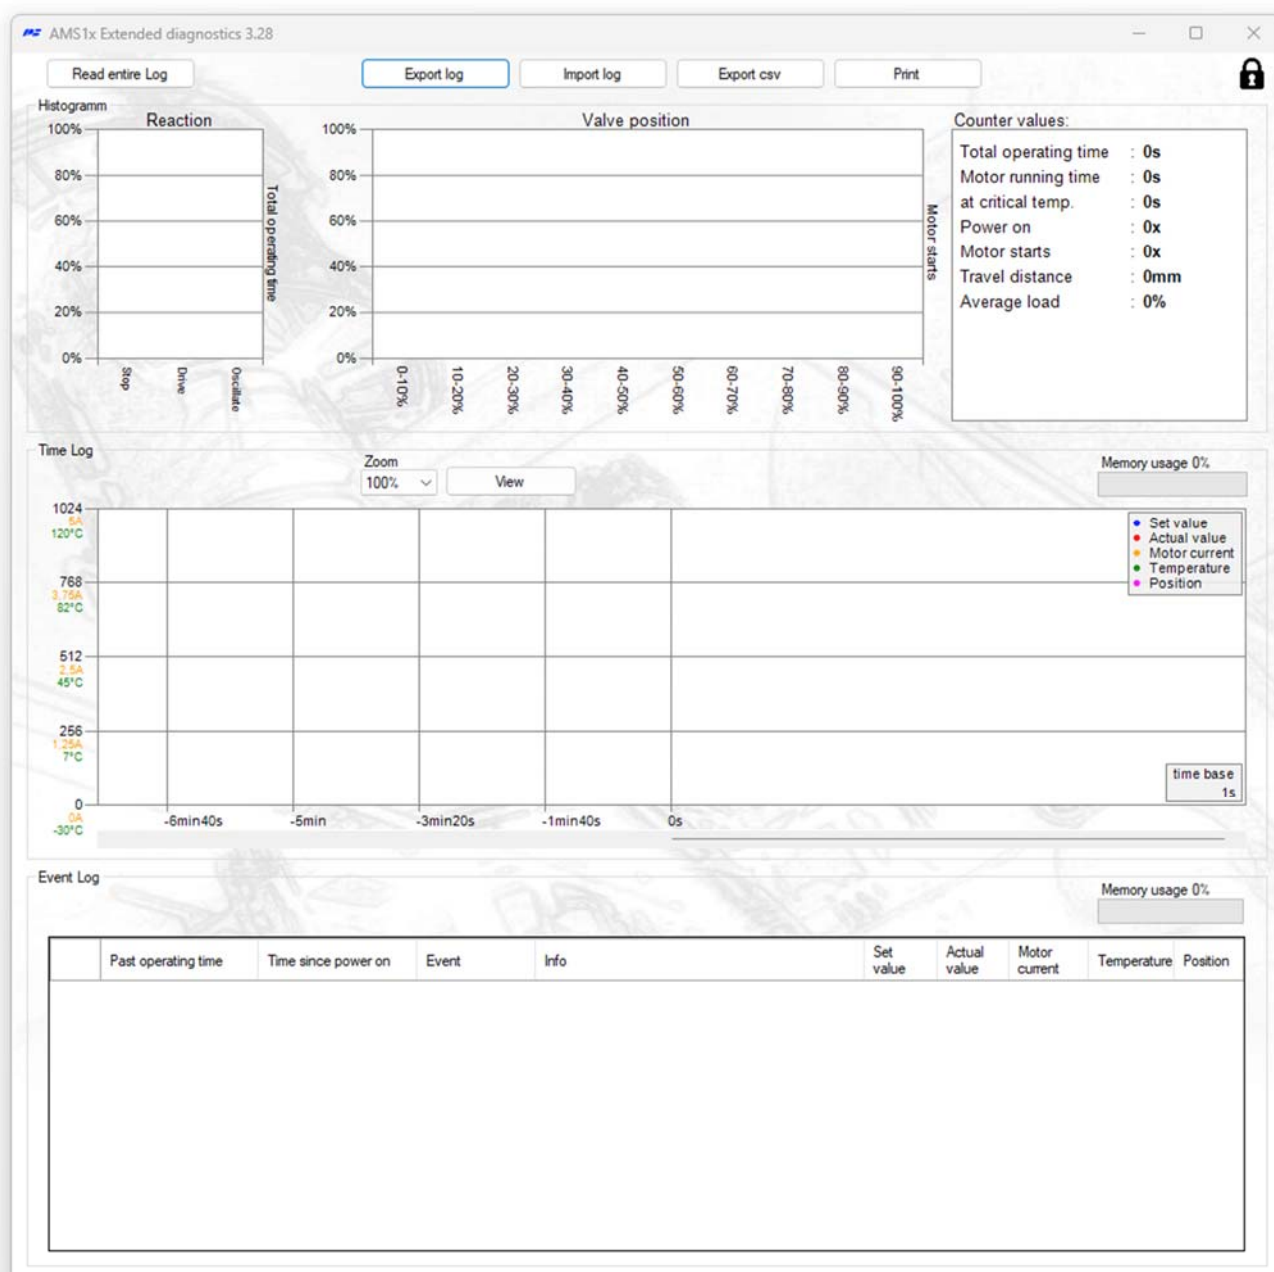 AMS1x Extended diagnostics 3.28
Read entire Log
Export log
Import log
Export csv
Print
Histogramm
Reaction
100%
80%
60%
40%
20%
0%
Stop
Drive
Oscillate
Total operating time
Valve position
100%
80%
60%
40%
20%
0%
0-10%
10-20%
20-30%
30-40%
40-50%
50-60%
60-70%
70-80%
80-90%
90-100%
Motor starts
Counter values:
Total operating time : 0s
Motor running time : 0s
at critical temp. : 0s
Power on : 0x
Motor starts : 0x
Travel distance : 0mm
Average load : 0%
Time Log
Zoom
100%
View
Memory usage 0%
1024
5A
120°C
768
3,75A
82°C
512
2,5A
45°C
256
1,25A
7°C
0
0A
-30°C
Set value
Actual value
Motor current
Temperature
Position
time base
1s
-6min40s
-5min
-3min20s
-1min40s
0s
Event Log
Memory usage 0%
Past operating time
Time since power on
Event
Info
Set
value
Actual
value
Motor
current
Temperature
Position